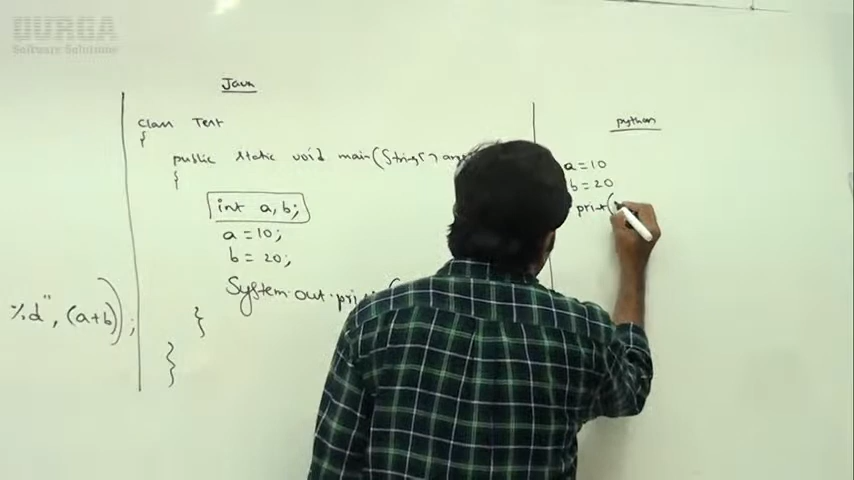 DURGA
Software Solutions
%d", (a+b));
Java
class Test
{
public static void main(String[] args
{
int a, b;
a = 10;
b = 20;
System.out.pri
}
}
python
a = 10
b = 20
print(